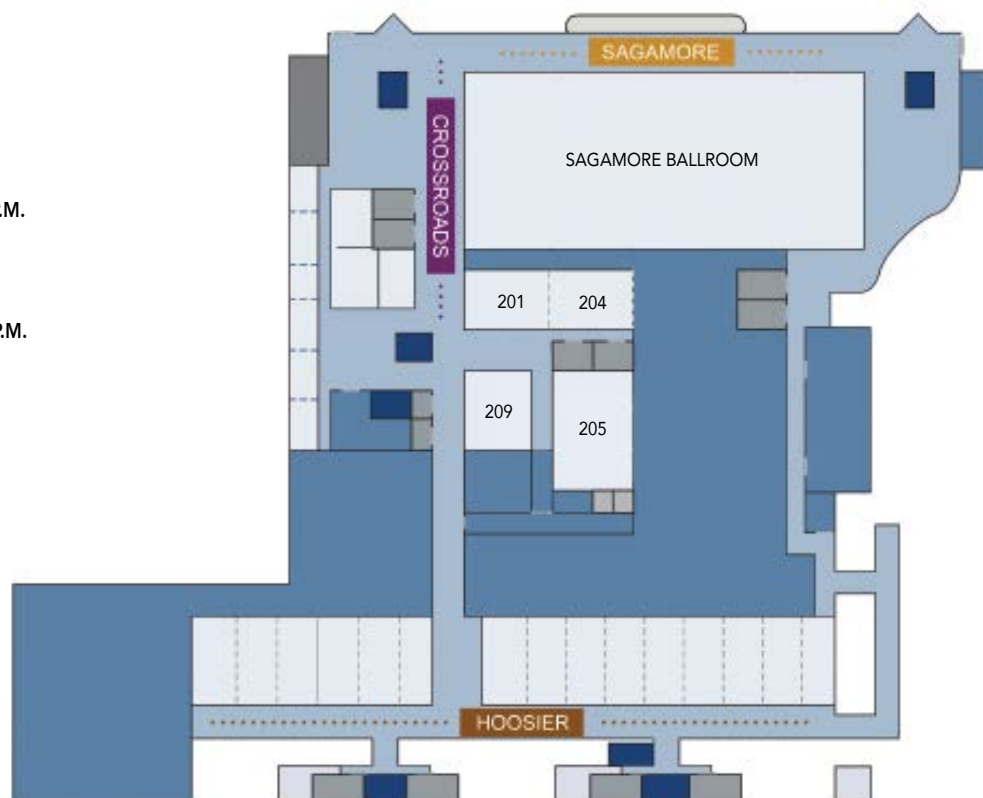 SAGAMORE
CROSSROADS
SAGAMORE BALLROOM
P.M.
201
204
P.M.
209
205
HOOSIER